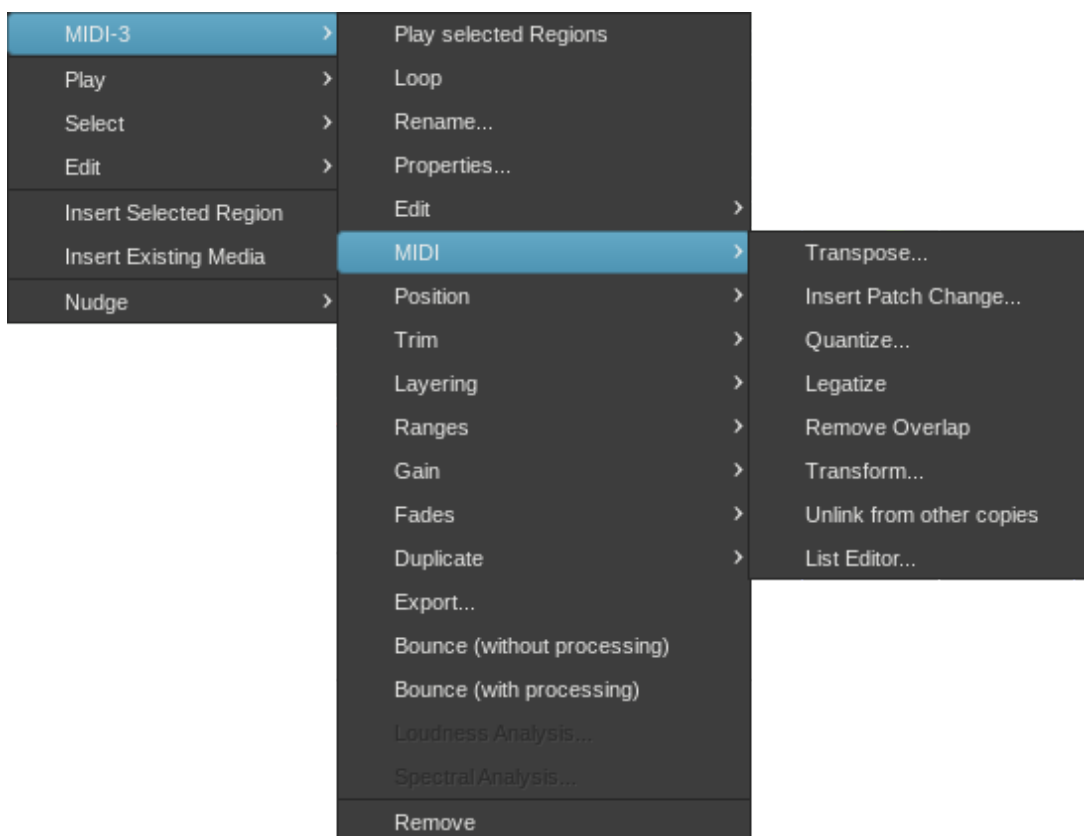 MIDI-3
Play
Select
Edit
Insert Selected Region
Insert Existing Media
Nudge
Play selected Regions
Loop
Rename...
Properties...
Edit
MIDI
Position
Trim
Layering
Ranges
Gain
Fades
Duplicate
Export...
Bounce (without processing)
Bounce (with processing)
Loudness Analysis...
Spectral Analysis...
Remove
Transpose...
Insert Patch Change...
Quantize...
Legatize
Remove Overlap
Transform...
Unlink from other copies
List Editor...